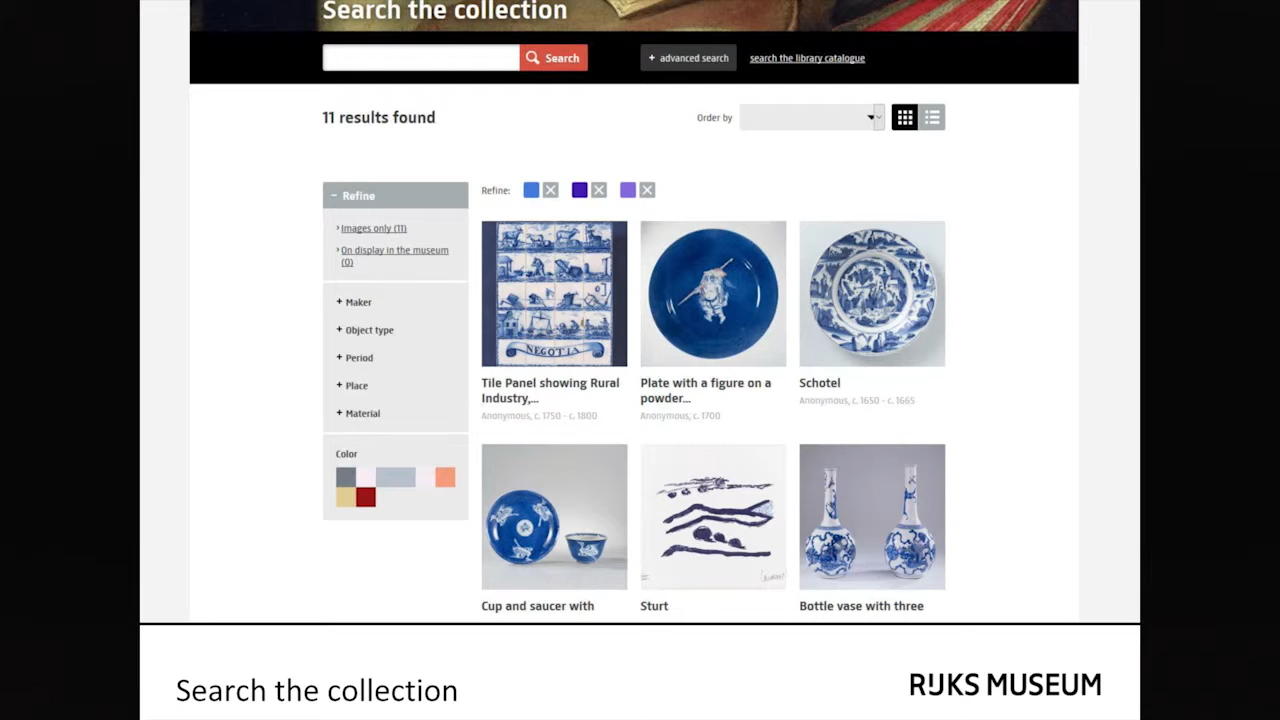 Search the collection
Search
+ advanced search
search the library catalogue
11 results found
Order by
− Refine
Images only (11)
On display in the museum
(0)
+ Maker
+ Object type
+ Period
+ Place
+ Material
Color
Refine:
NEGOTIA
Tile Panel showing Rural
Industry,...
Anonymous, c. 1750 - c. 1800
Plate with a figure on a
powder...
Anonymous, c. 1700
Schotel
Anonymous, c. 1650 - c. 1665
Cup and saucer with
Sturt
Bottle vase with three
Search the collection
RIJKS MUSEUM